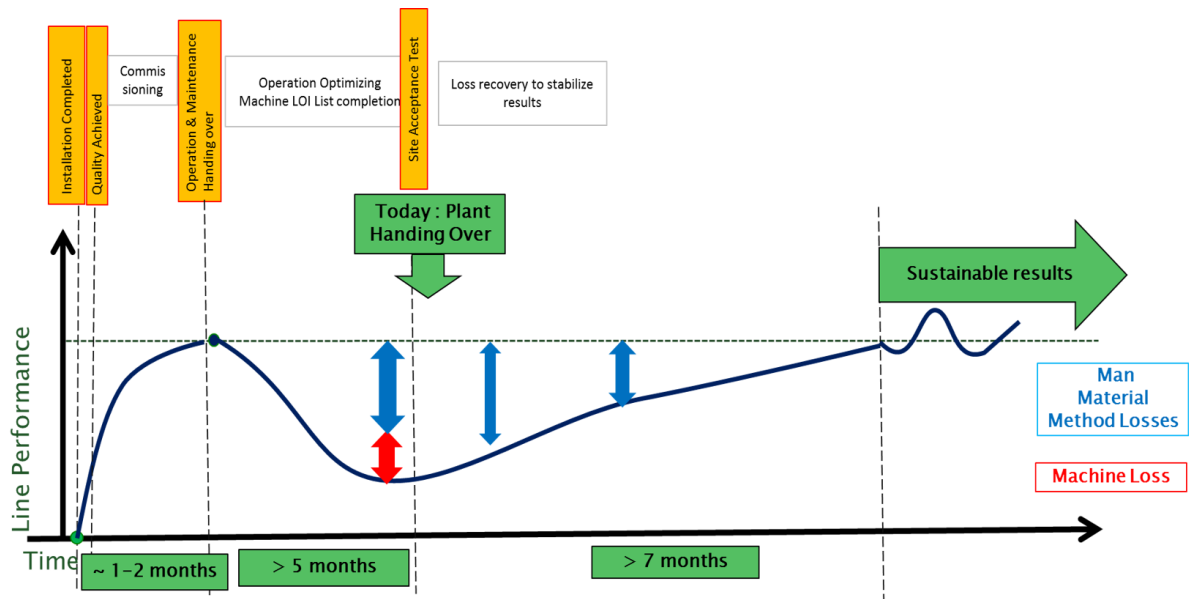 Installation Completed
Quality Achieved
Commis
sioning
Operation & Maintenance
Handing over
Operation Optimizing
Machine LOI List completion
Site Acceptance Test
Loss recovery to stabilize
results
Today : Plant
Handing Over
Sustainable results
Line Performance
Man
Material
Method Losses
Machine Loss
Time
~ 1-2 months
> 5 months
> 7 months